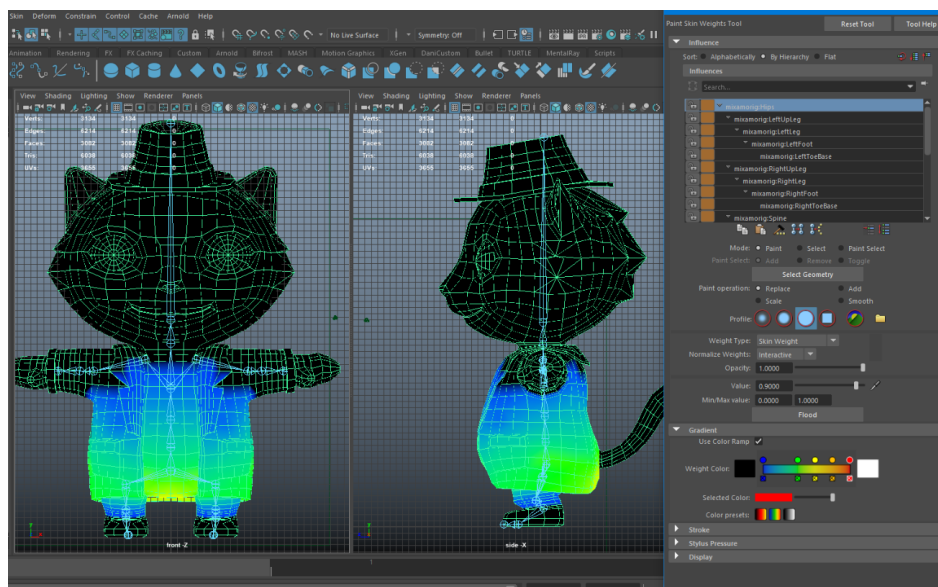 Skin Deform Constrain Control Cache Arnold Help
No Live Surface
Symmetry: Off
Animation Rendering FX FX Caching Custom Arnold Bifrost MASH Motion Graphics XGen DaniCustom Bullet TURTLE MentalRay Scripts
View Shading Lighting Show Renderer Panels
Verts: 3134 3134 0
Edges: 6214 6214 0
Faces: 3082 3082 0
Tris: 6038 6038 0
UVs: 3655 3655 0
front -Z
View Shading Lighting Show Renderer Panels
Verts: 3134 3134 0
Edges: 6214 6214 0
Faces: 3082 3082 0
Tris: 6038 6038 0
UVs: 3655 3655 0
side -X
Paint Skin Weights Tool
Reset Tool
Tool Help
Influence
Sort: Alphabetically By Hierarchy Flat
Influences
Search...
mixamorig:Hips
mixamorig:LeftUpLeg
mixamorig:LeftLeg
mixamorig:LeftFoot
mixamorig:LeftToeBase
mixamorig:RightUpLeg
mixamorig:RightLeg
mixamorig:RightFoot
mixamorig:RightToeBase
mixamorig:Spine
Mode: Paint Select Paint Select
Paint Select: Add Remove Toggle
Select Geometry
Paint operation: Replace Add
Scale Smooth
Profile:
Weight Type: Skin Weight
Normalize Weights: Interactive
Opacity: 1.0000
Value: 0.9000
Min/Max value: 0.0000 1.0000
Flood
Gradient
Use Color Ramp
Weight Color:
Selected Color:
Color presets:
Stroke
Stylus Pressure
Display